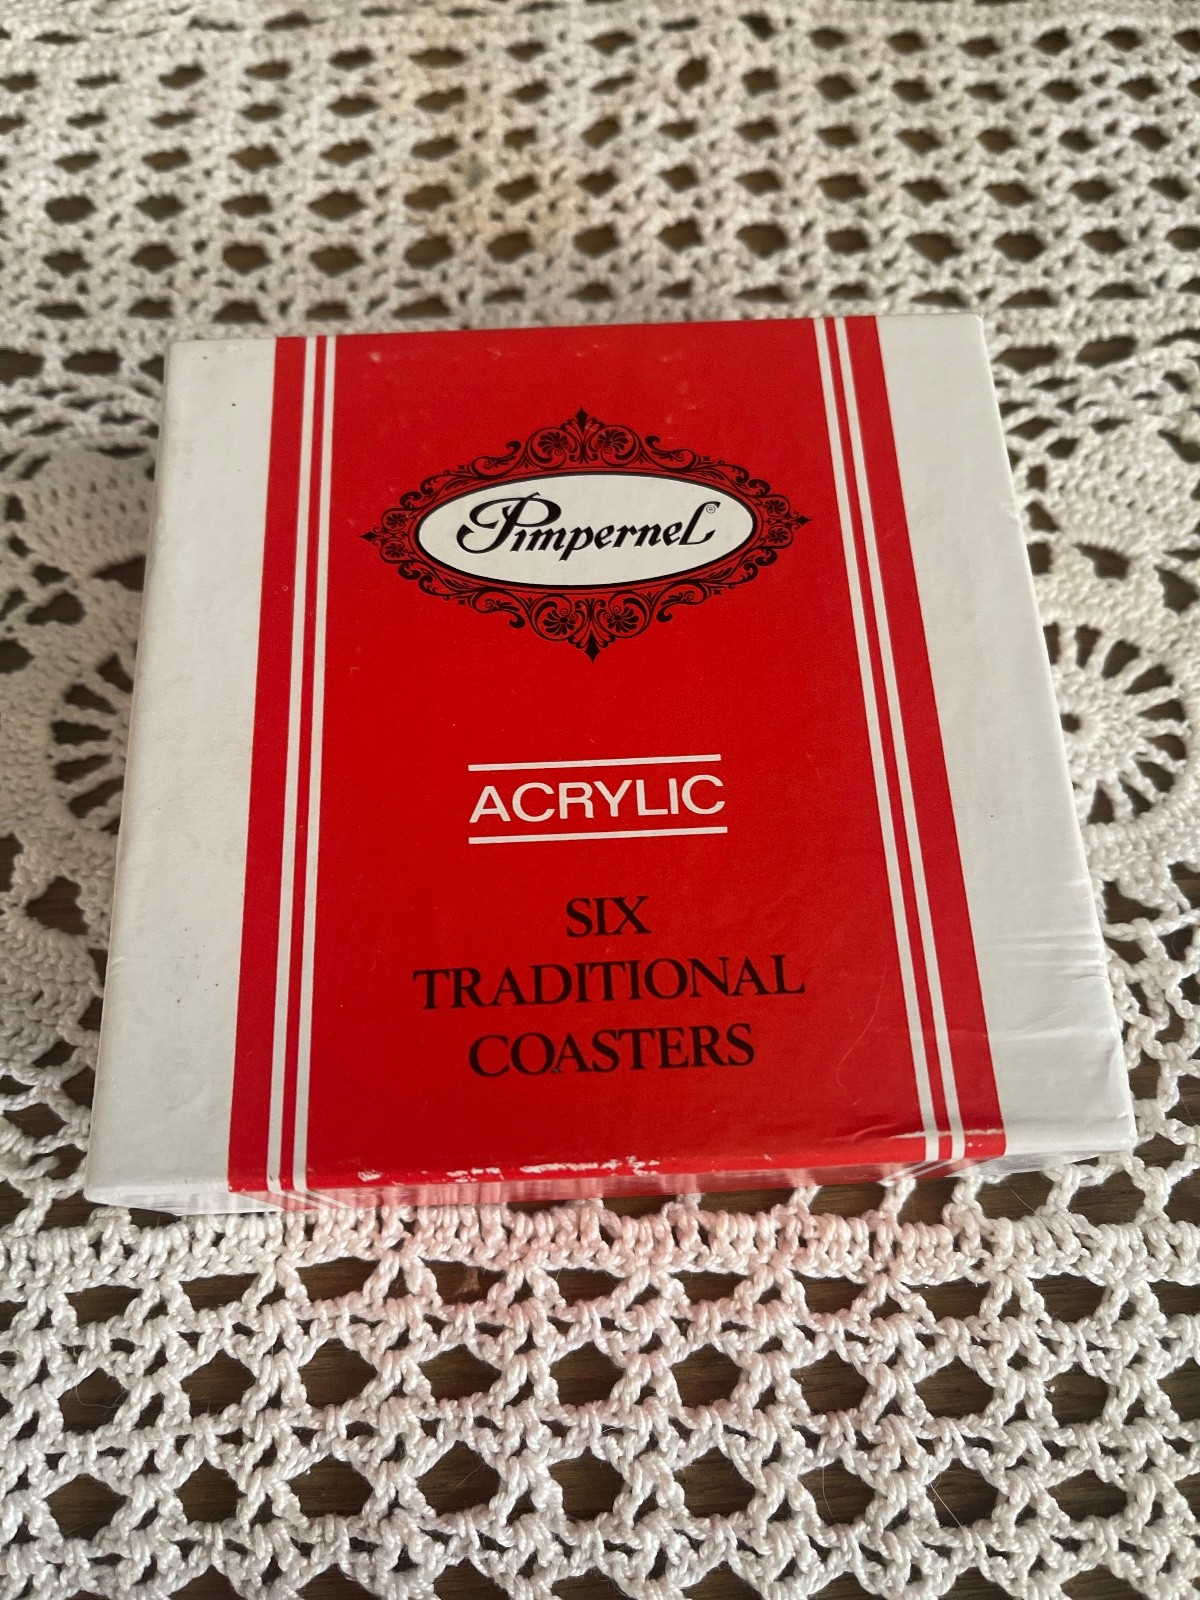 Pimpernel®
ACRYLIC
SIX
TRADITIONAL
COASTERS